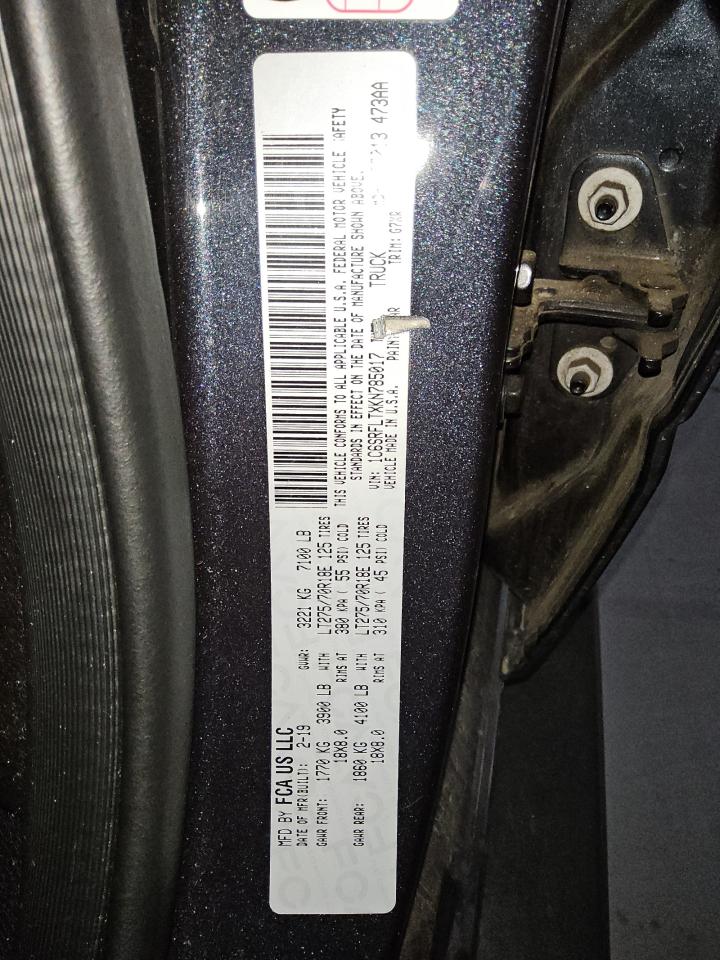 MFD BY FCA US LLC
DATE OF MFR(BUILT): 2-19 GVWR: 3221 KG 7100 LB
GAWR FRONT: 1770 KG 3900 LB WITH LT275/70R18E 125 TIRES
18X8.0 RIMS AT 380 KPA ( 55 PSI) COLD
GAWR REAR: 1860 KG 4100 LB WITH LT275/70R18E 125 TIRES
18X8.0 RIMS AT 310 KPA ( 45 PSI) COLD
THIS VEHICLE CONFORMS TO ALL APPLICABLE U.S.A. FEDERAL MOTOR VEHICLE SAFETY
STANDARDS IN EFFECT ON THE DATE OF MANUFACTURE SHOWN ABOVE.
VIN: 1C6SRFLTXKN785017 TRUCK 473AA
VEHICLE MADE IN U.S.A. PAINT: TRIM: G7XR